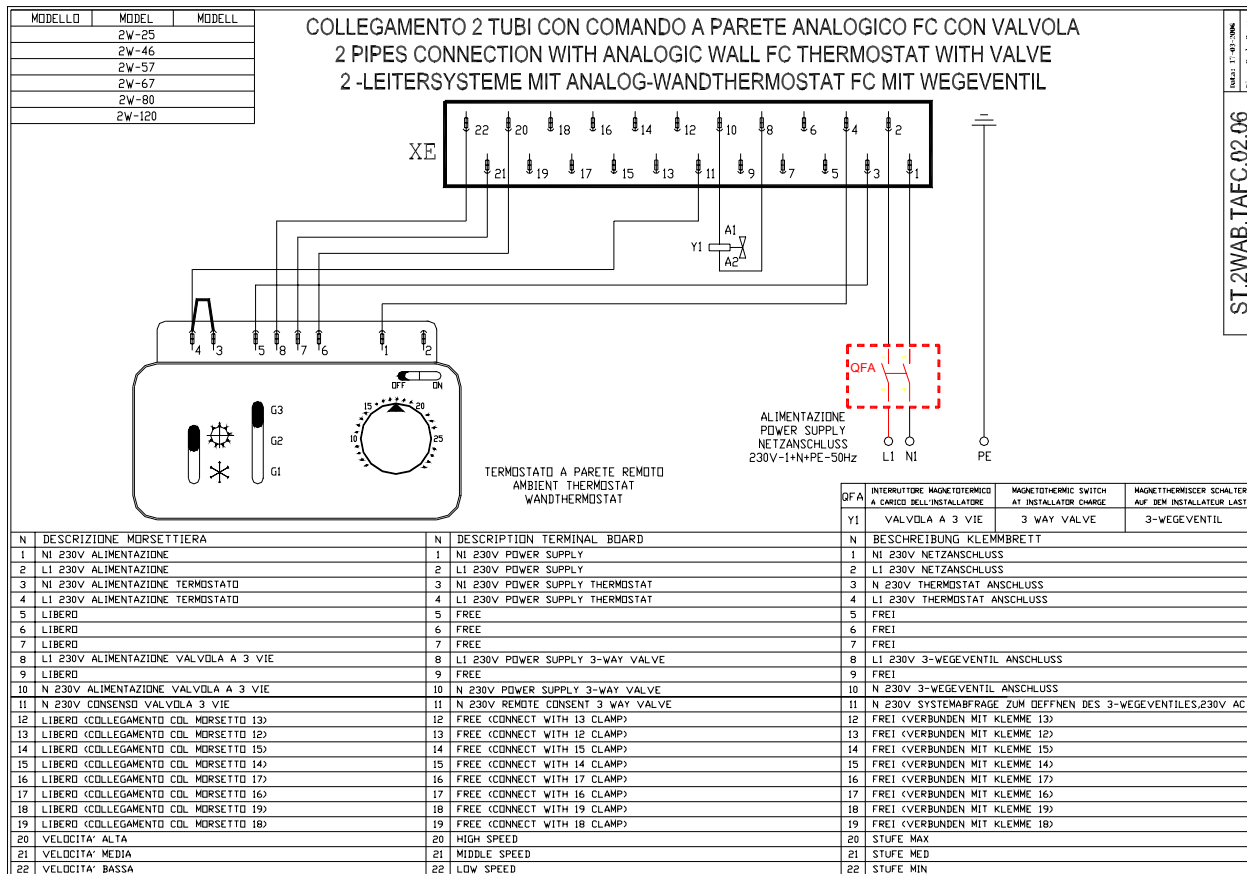 MODELLO MODEL MODELL
2W-25
2W-46
2W-57
2W-67
2W-80
2W-120
COLLEGAMENTO 2 TUBI CON COMANDO A PARETE ANALOGICO FC CON VALVOLA
2 PIPES CONNECTION WITH ANALOGIC WALL FC THERMOSTAT WITH VALVE
2 -LEITERSYSTEME MIT ANALOG-WANDTHERMOSTAT FC MIT WEGEVENTIL
Data: 17-03-2006
ST.2WAB.TAFC.02.06
XE
22 20 18 16 14 12 10 8 6 4 2
21 19 17 15 13 11 9 7 5 3 1
Y1 A1
A2
4 3 5 8 7 6 1 2
OFF ON
G3
G2
G1
10 15 20 25
QFA
ALIMENTAZIONE
POWER SUPPLY
NETZANSCHLUSS
230V-1+N+PE-50Hz
L1 N1 PE
TERMOSTATO A PARETE REMOTO
AMBIENT THERMOSTAT
WANDTHERMOSTAT
QFA INTERRUTTORE MAGNETOTERMICO MAGNETOTHERMIC SWITCH MAGNETTHERMISCER SCHALTER
A CARICO DELL'INSTALLATORE AT INSTALLATOR CHARGE AUF DEM INSTALLATEUR LAST
Y1 VALVOLA A 3 VIE 3 WAY VALVE 3-WEGEVENTIL
N DESCRIZIONE MORSETTIERA N DESCRIPTION TERMINAL BOARD N BESCHREIBUNG KLEMMBRETT
1 N1 230V ALIMENTAZIONE 1 N1 230V POWER SUPPLY 1 N1 230V NETZANSCHLUSS
2 L1 230V ALIMENTAZIONE 2 L1 230V POWER SUPPLY 2 L1 230V NETZANSCHLUSS
3 N1 230V ALIMENTAZIONE TERMOSTATO 3 N1 230V POWER SUPPLY THERMOSTAT 3 N 230V THERMOSTAT ANSCHLUSS
4 L1 230V ALIMENTAZIONE TERMOSTATO 4 L1 230V POWER SUPPLY THERMOSTAT 4 L1 230V THERMOSTAT ANSCHLUSS
5 LIBERO 5 FREE 5 FREI
6 LIBERO 6 FREE 6 FREI
7 LIBERO 7 FREE 7 FREI
8 L1 230V ALIMENTAZIONE VALVOLA A 3 VIE 8 L1 230V POWER SUPPLY 3-WAY VALVE 8 L1 230V 3-WEGEVENTIL ANSCHLUSS
9 LIBERO 9 FREE 9 FREI
10 N 230V ALIMENTAZIONE VALVOLA A 3 VIE 10 N 230V POWER SUPPLY 3-WAY VALVE 10 N 230V 3-WEGEVENTIL ANSCHLUSS
11 N 230V CONSENSO VALVOLA 3 VIE 11 N 230V REMOTE CONSENT 3 WAY VALVE 11 N 230V SYSTEMABFRAGE ZUM OEFFNEN DES 3-WEGEVENTILES,230V AC
12 LIBERO (COLLEGAMENTO COL MORSETTO 13) 12 FREE (CONNECT WITH 13 CLAMP) 12 FREI (VERBUNDEN MIT KLEMME 13)
13 LIBERO (COLLEGAMENTO COL MORSETTO 12) 13 FREE (CONNECT WITH 12 CLAMP) 13 FREI (VERBUNDEN MIT KLEMME 12)
14 LIBERO (COLLEGAMENTO COL MORSETTO 15) 14 FREE (CONNECT WITH 15 CLAMP) 14 FREI (VERBUNDEN MIT KLEMME 15)
15 LIBERO (COLLEGAMENTO COL MORSETTO 14) 15 FREE (CONNECT WITH 14 CLAMP) 15 FREI (VERBUNDEN MIT KLEMME 14)
16 LIBERO (COLLEGAMENTO COL MORSETTO 17) 16 FREE (CONNECT WITH 17 CLAMP) 16 FREI (VERBUNDEN MIT KLEMME 17)
17 LIBERO (COLLEGAMENTO COL MORSETTO 16) 17 FREE (CONNECT WITH 16 CLAMP) 17 FREI (VERBUNDEN MIT KLEMME 16)
18 LIBERO (COLLEGAMENTO COL MORSETTO 19) 18 FREE (CONNECT WITH 19 CLAMP) 18 FREI (VERBUNDEN MIT KLEMME 19)
19 LIBERO (COLLEGAMENTO COL MORSETTO 18) 19 FREE (CONNECT WITH 18 CLAMP) 19 FREI (VERBUNDEN MIT KLEMME 18)
20 VELOCITA' ALTA 20 HIGH SPEED 20 STUFE MAX
21 VELOCITA' MEDIA 21 MIDDLE SPEED 21 STUFE MED
22 VELOCITA' BASSA 22 LOW SPEED 22 STUFE MIN